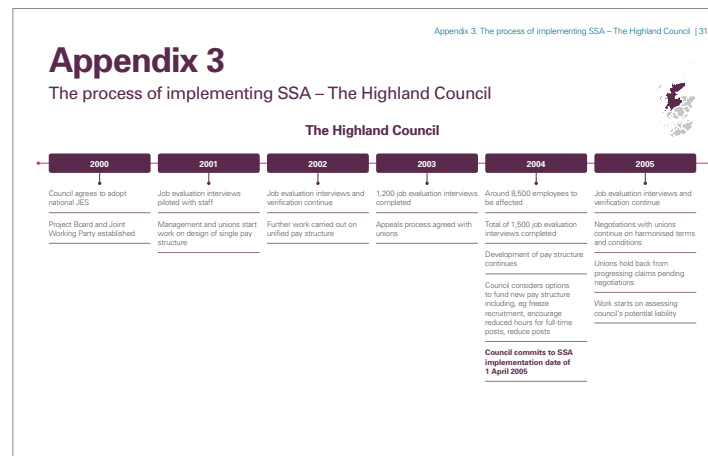 Appendix 3. The process of implementing SSA – The Highland Council | 31
Appendix 3
The process of implementing SSA – The Highland Council
The Highland Council
2000
Council agrees to adopt
national JES
Project Board and Joint
Working Party established
2001
Job evaluation interviews
piloted with staff
Management and unions start
work on design of single pay
structure
2002
Job evaluation interviews and
verification continue
Further work carried out on
unified pay structure
2003
1,200 job evaluation interviews
completed
Appeals process agreed with
unions
2004
Around 8,500 employees to
be affected
Total of 1,500 job evaluation
interviews completed
Development of pay structure
continues
Council considers options
to fund new pay structure
including, eg freeze
recruitment, encourage
reduced hours for full-time
posts, reduce posts
Council commits to SSA
implementation date of
1 April 2005
2005
Job evaluation interviews and
verification continue
Negotiations with unions
continue on harmonised terms
and conditions
Unions hold back from
progressing claims pending
negotiations
Work starts on assessing
council's potential liability